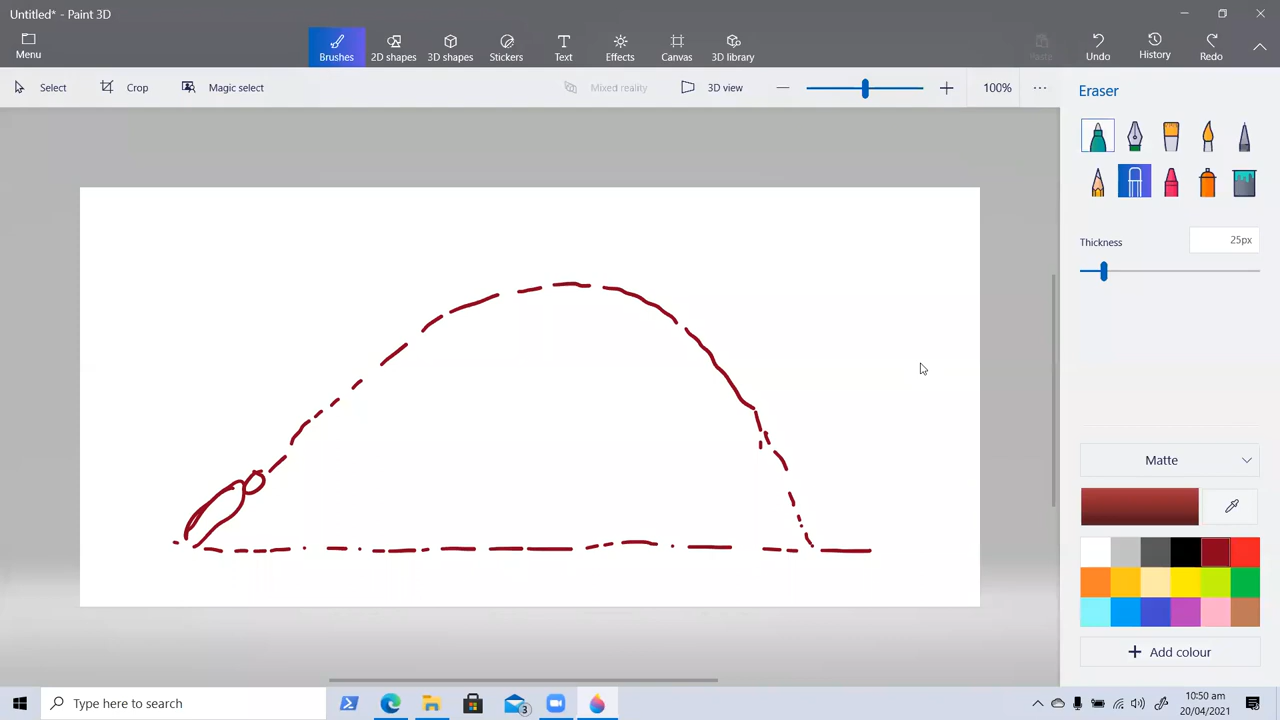 Untitled* - Paint 3D
Menu
Brushes
2D shapes
3D shapes
Stickers
Text
Effects
Canvas
3D library
Paste
Undo
History
Redo
Select
Crop
Magic select
Mixed reality
3D view
100%
Eraser
Thickness
25px
Matte
Add colour
Type here to search
3
10:50 am
20/04/2021